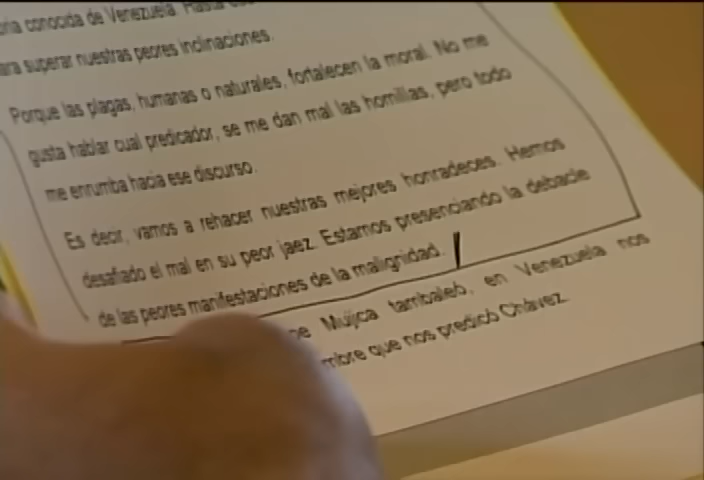 conocida de Venezuela. Hasta
para superar nuestras peores inclinaciones.
Porque las plagas, humanas o naturales, fortalecen la moral. No me
gusta hablar cual predicador, se me dan mal las homilías, pero todo
me enrumba hacia ese discurso.
Es decir, vamos a rehacer nuestras mejores honradeces. Hemos
desafiado el mal en su peor jaez. Estamos presenciando la debacle
de las peores manifestaciones de la malignidad.
Mujica tambaleó, en Venezuela nos
que nos predicó Chávez.